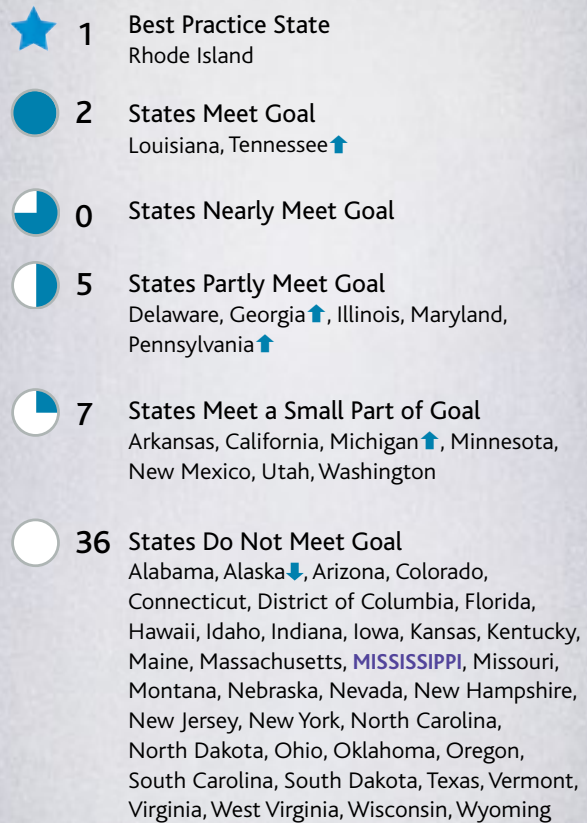 1 Best Practice State
Rhode Island
2 States Meet Goal
Louisiana, Tennessee⬆
0 States Nearly Meet Goal
5 States Partly Meet Goal
Delaware, Georgia⬆, Illinois, Maryland,
Pennsylvania⬆
7 States Meet a Small Part of Goal
Arkansas, California, Michigan⬆, Minnesota,
New Mexico, Utah, Washington
36 States Do Not Meet Goal
Alabama, Alaska⬇, Arizona, Colorado,
Connecticut, District of Columbia, Florida,
Hawaii, Idaho, Indiana, Iowa, Kansas, Kentucky,
Maine, Massachusetts, MISSISSIPPI, Missouri,
Montana, Nebraska, Nevada, New Hampshire,
New Jersey, New York, North Carolina,
North Dakota, Ohio, Oklahoma, Oregon,
South Carolina, South Dakota, Texas, Vermont,
Virginia, West Virginia, Wisconsin, Wyoming